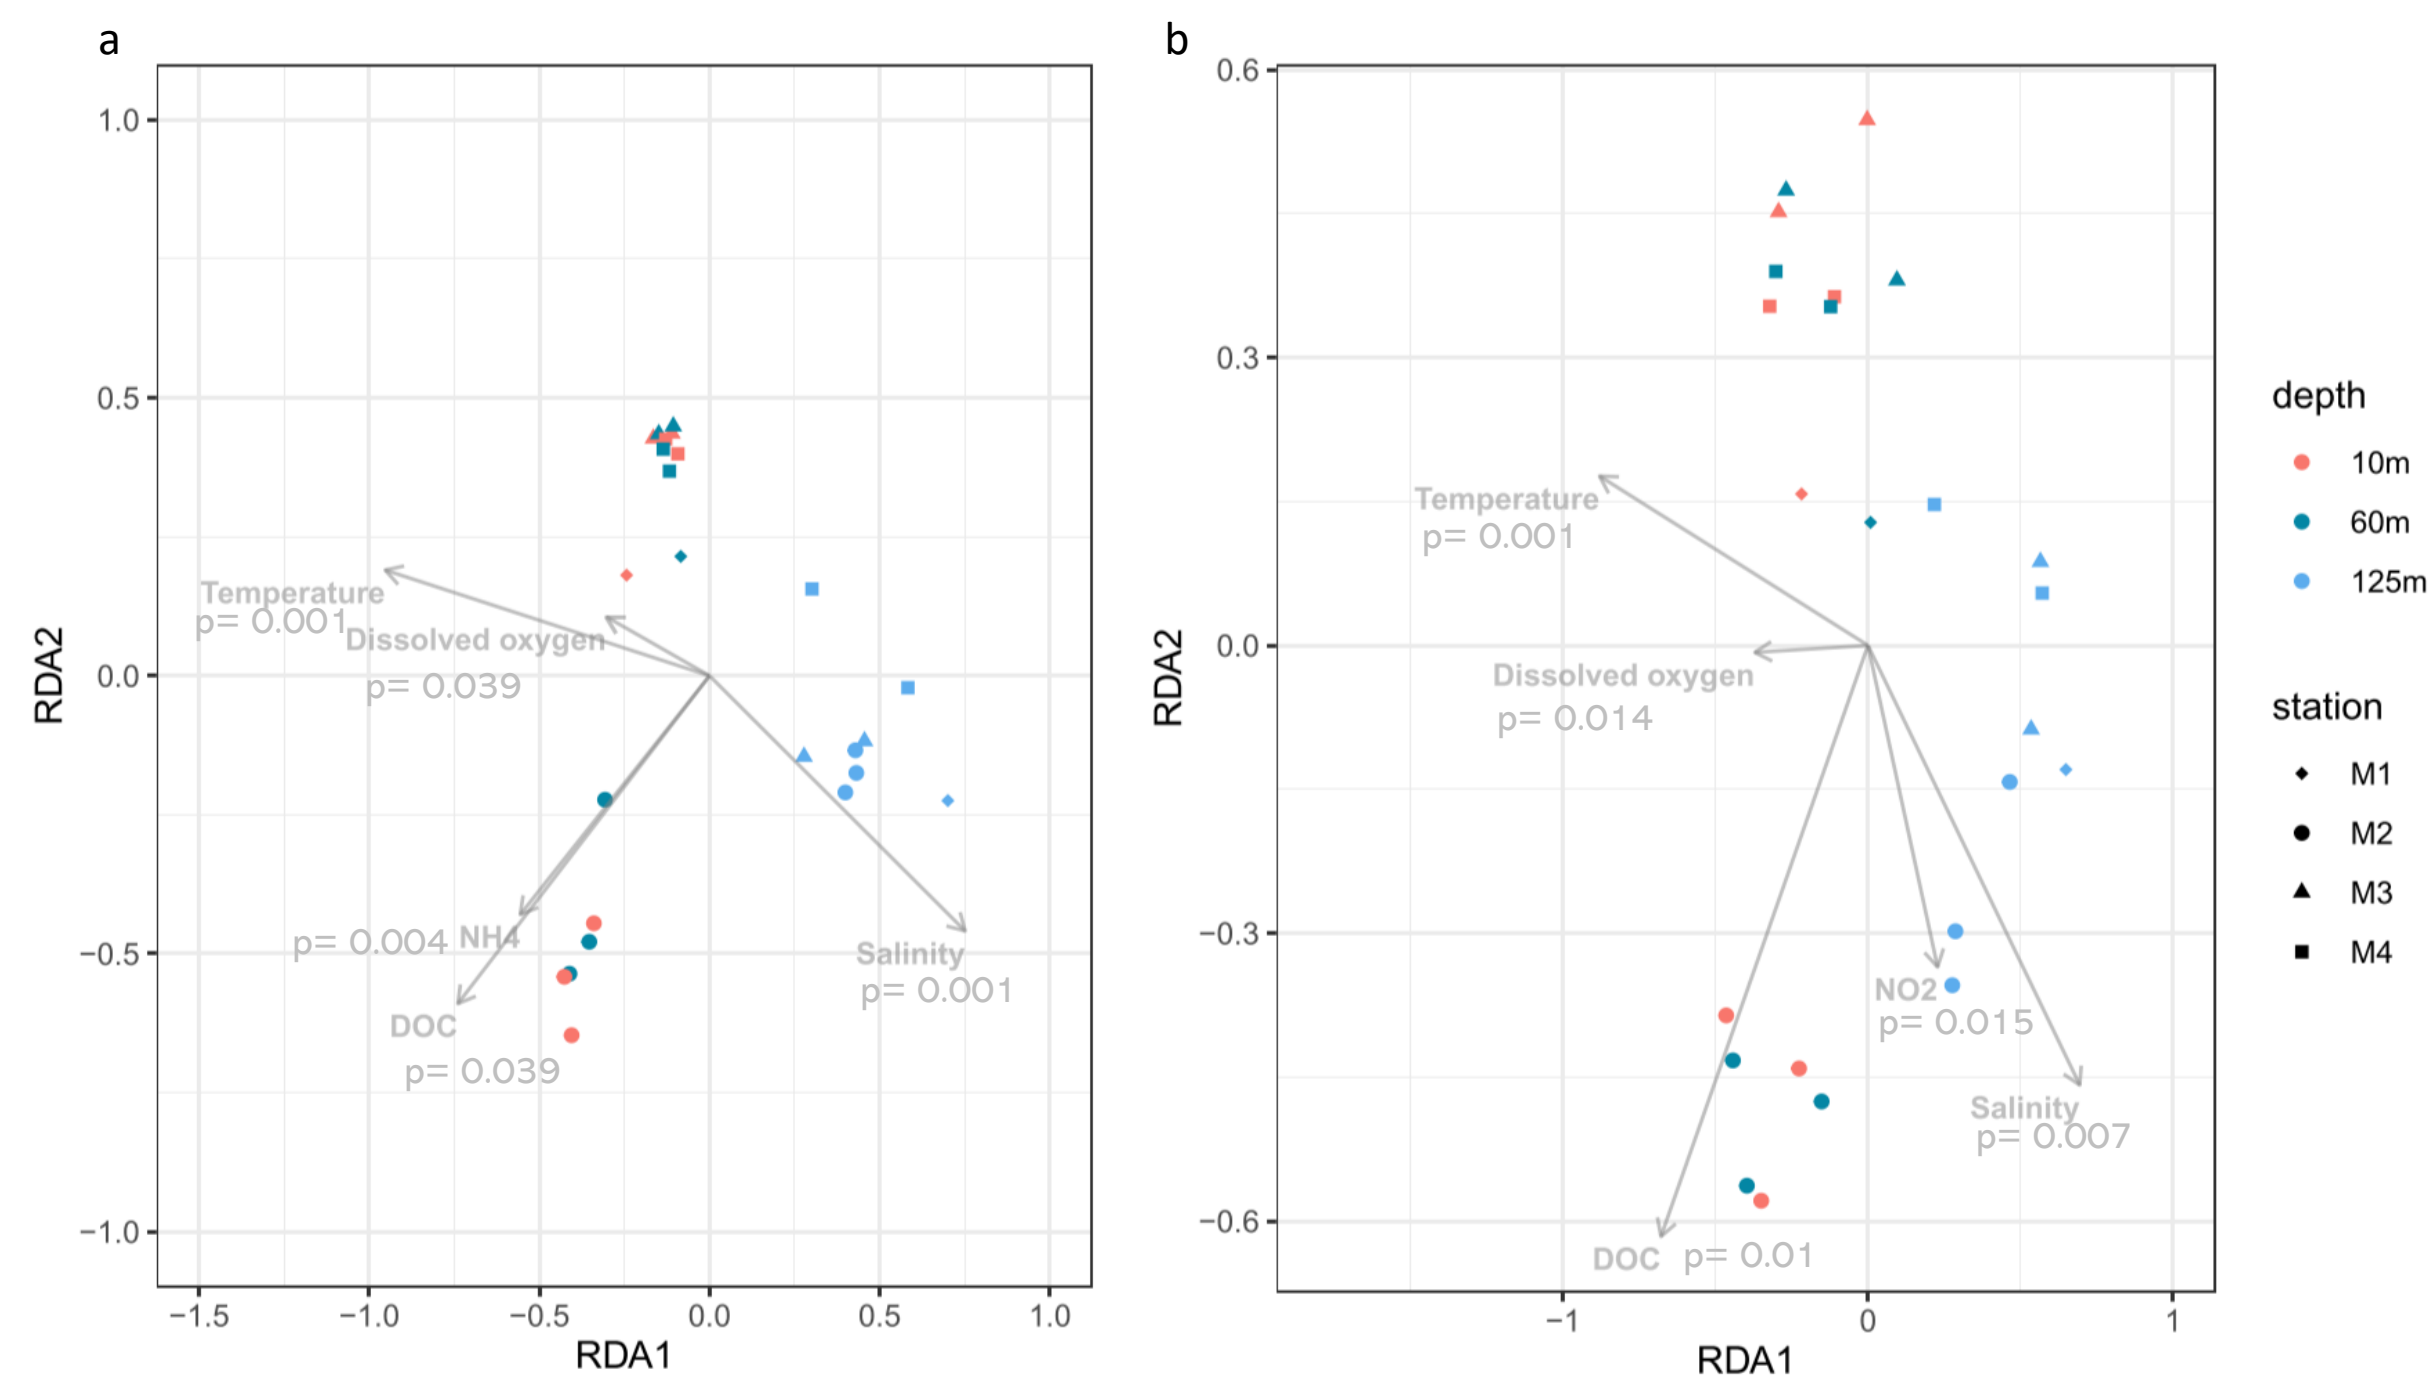 a
1.0
0.5
0.0
−0.5
−1.0
RDA2
Temperature
p= 0.001
Dissolved oxygen
p= 0.039
p= 0.004 NH4
DOC
p= 0.039
Salinity
p= 0.001
−1.5 −1.0 −0.5 0.0 0.5 1.0
RDA1
b
0.6
0.3
0.0
−0.3
−0.6
RDA2
Temperature
p= 0.001
Dissolved oxygen
p= 0.014
NO2
p= 0.015
Salinity
p= 0.007
DOC p= 0.01
−1 0 1
RDA1
depth
10m
60m
125m
station
M1
M2
M3
M4